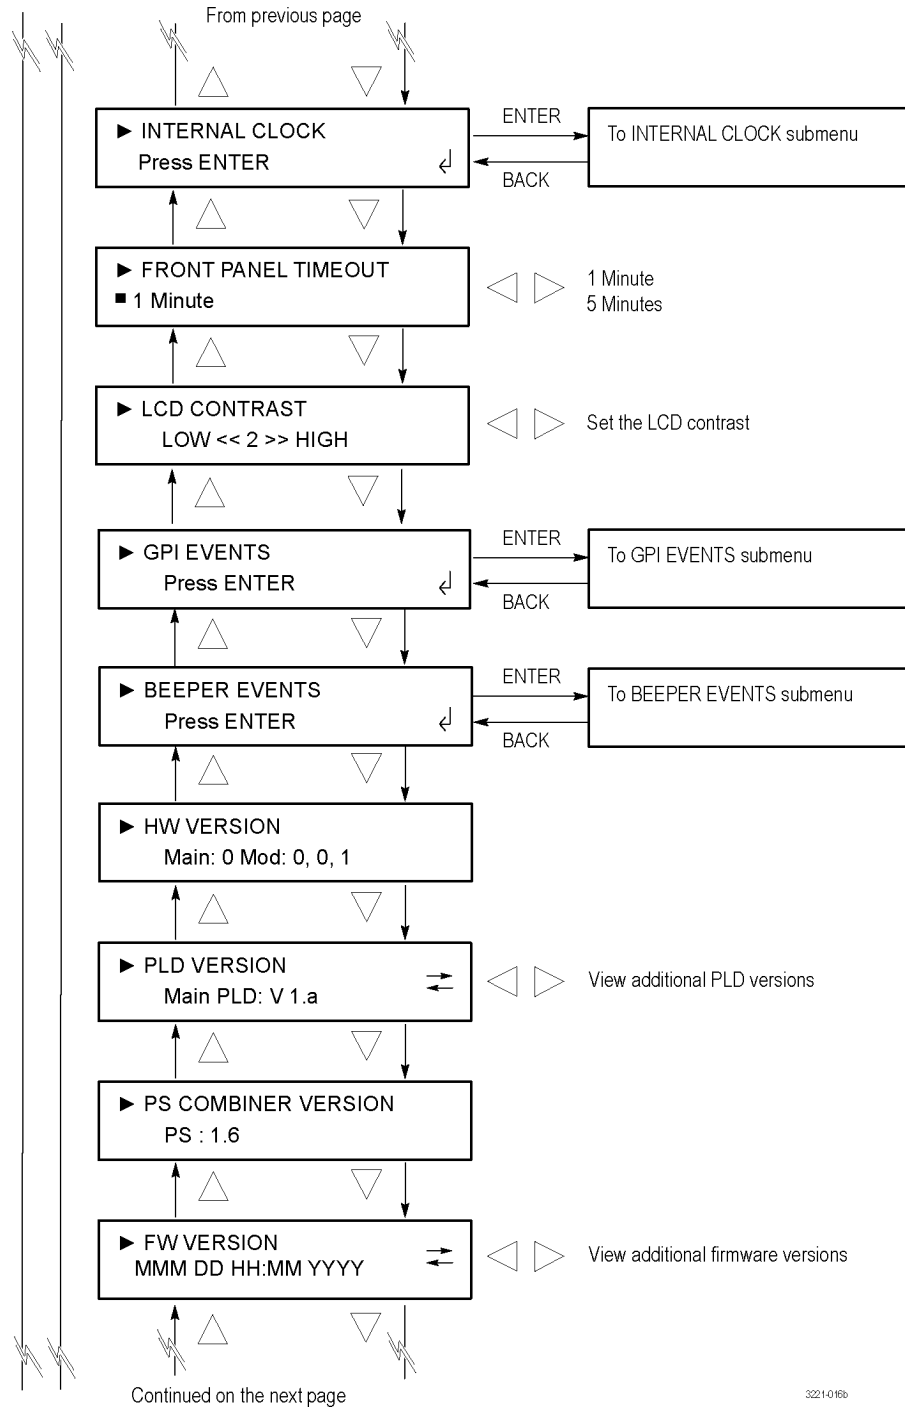 From previous page
► INTERNAL CLOCK
Press ENTER
ENTER
BACK
To INTERNAL CLOCK submenu
► FRONT PANEL TIMEOUT
■ 1 Minute
1 Minute
5 Minutes
► LCD CONTRAST
LOW << 2 >> HIGH
Set the LCD contrast
► GPI EVENTS
Press ENTER
ENTER
BACK
To GPI EVENTS submenu
► BEEPER EVENTS
Press ENTER
ENTER
BACK
To BEEPER EVENTS submenu
► HW VERSION
Main: 0 Mod: 0, 0, 1
► PLD VERSION
Main PLD: V 1.a
View additional PLD versions
► PS COMBINER VERSION
PS : 1.6
► FW VERSION
MMM DD HH:MM YYYY
View additional firmware versions
Continued on the next page
3221-016b